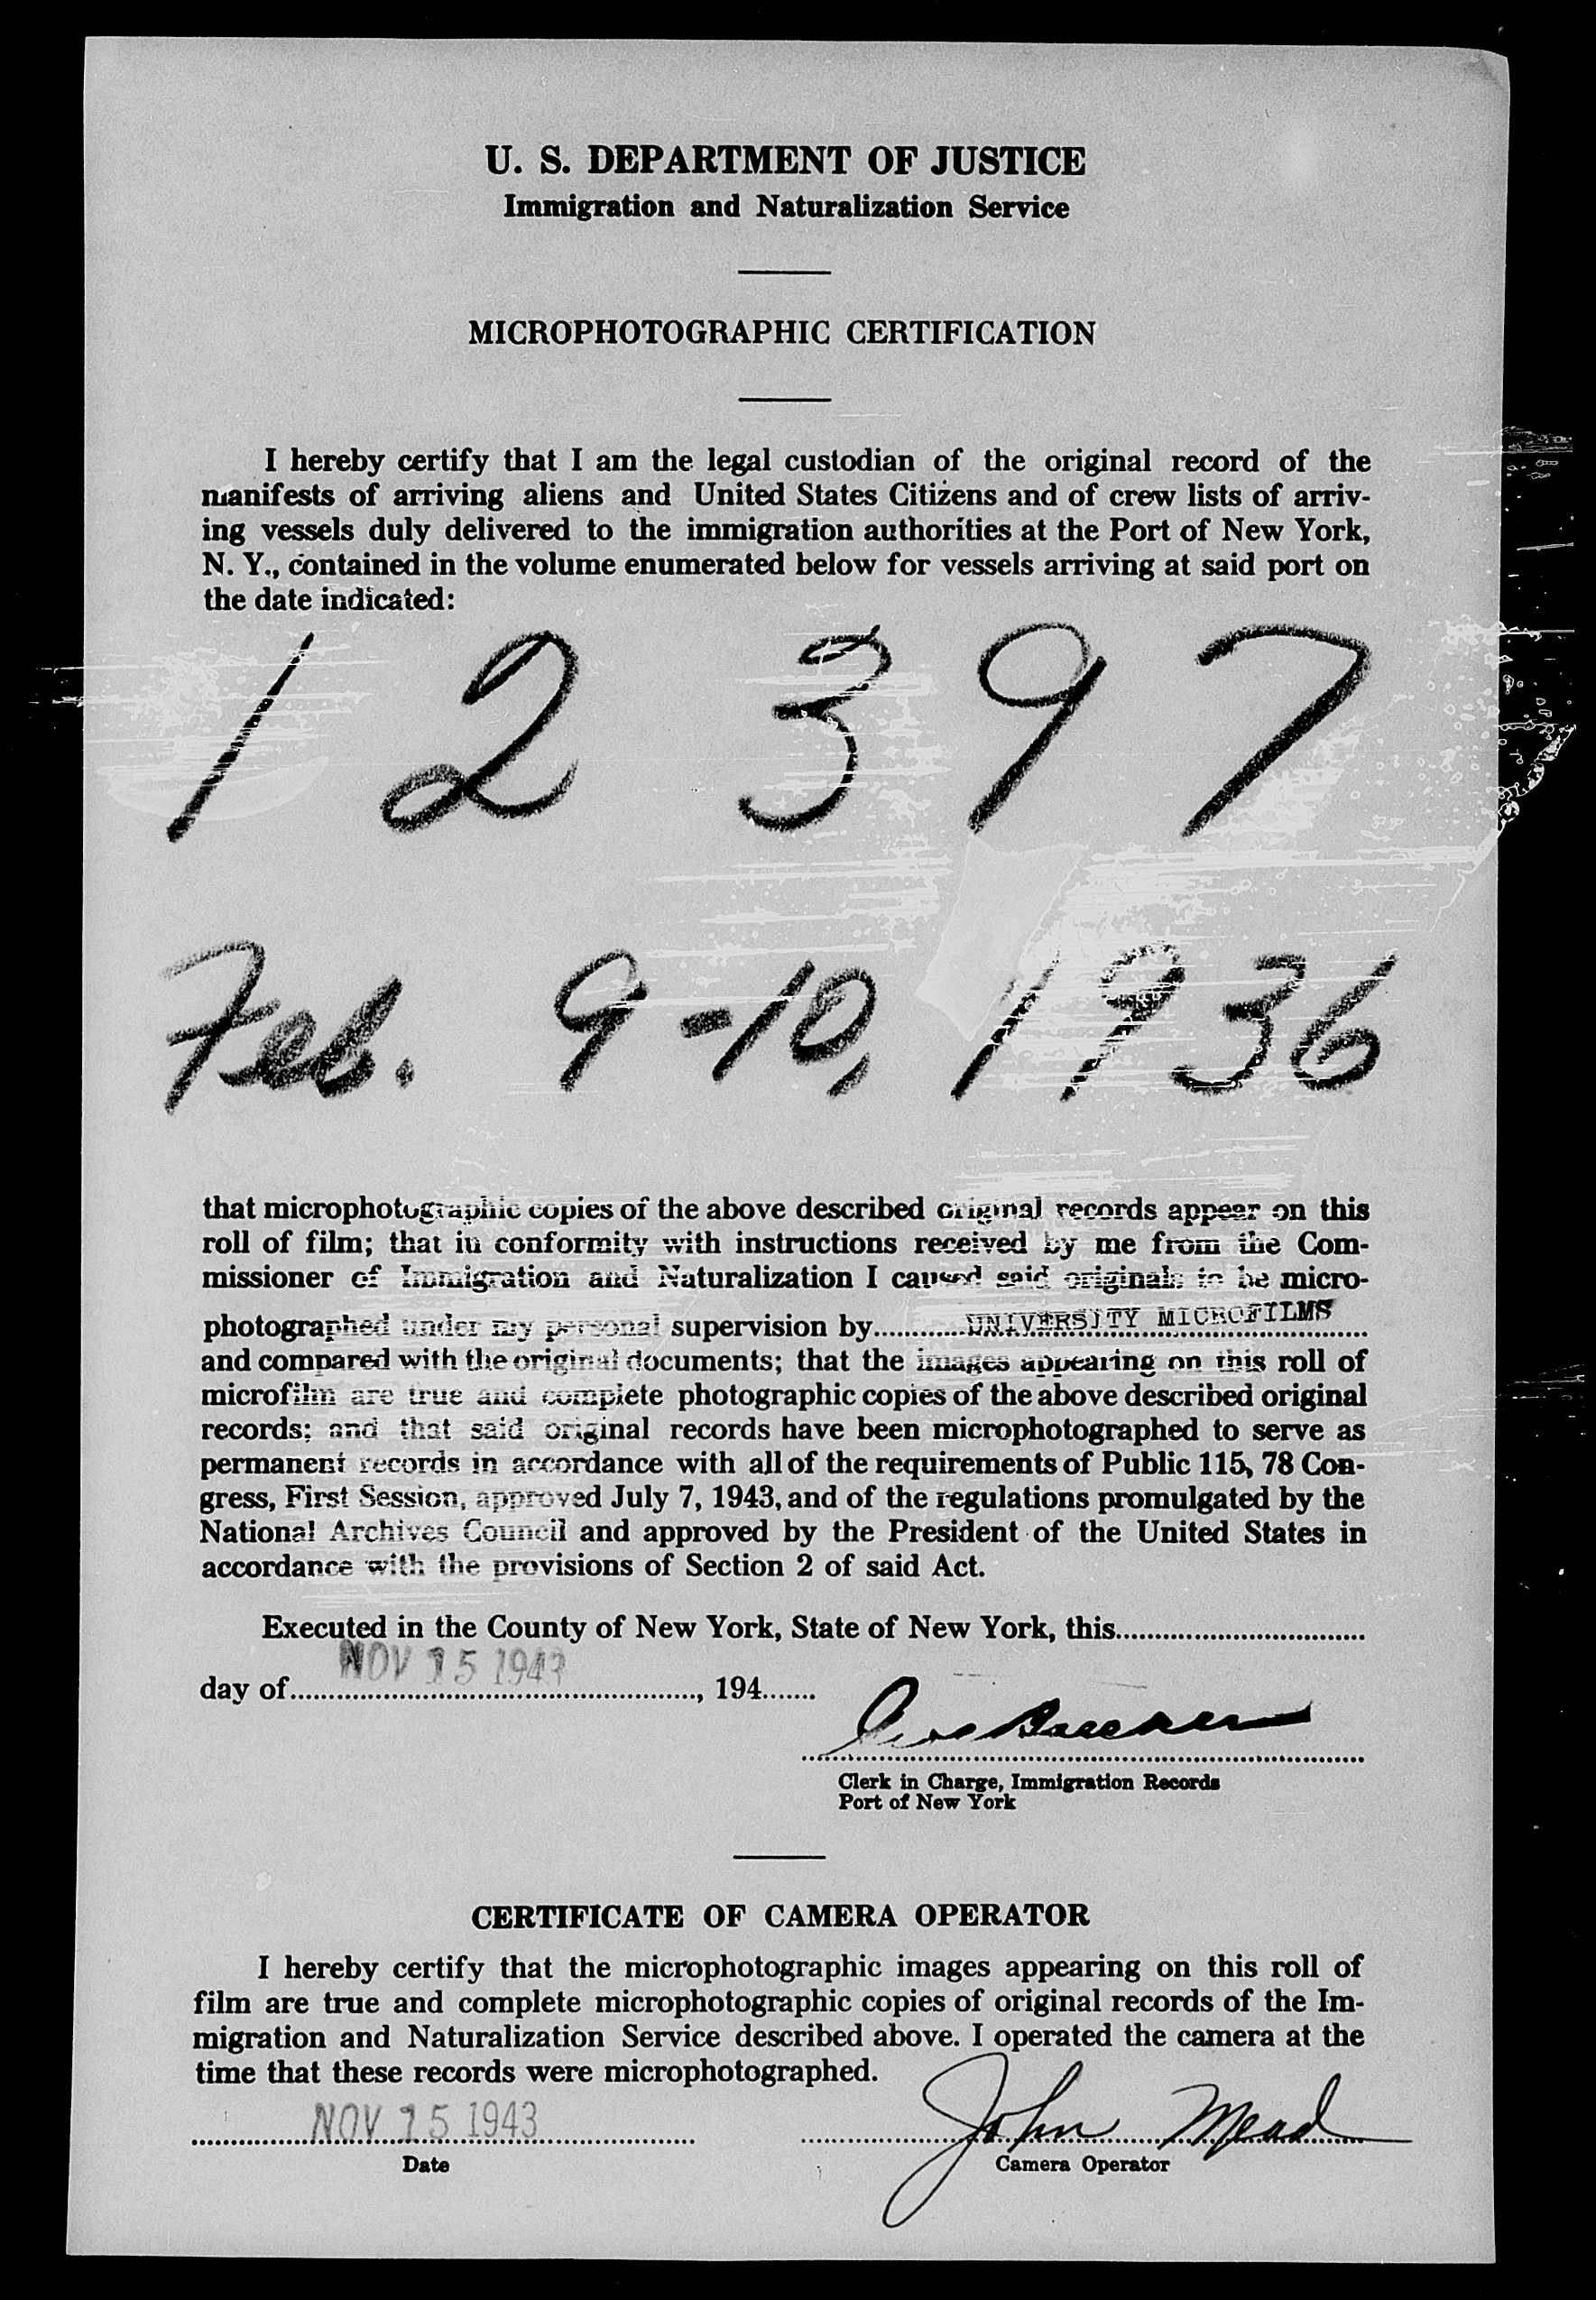 U. S. DEPARTMENT OF JUSTICE
Immigration and Naturalization Service
MICROPHOTOGRAPHIC CERTIFICATION
I hereby certify that I am the legal custodian of the original record of the
manifests of arriving aliens and United States Citizens and of crew lists of arriv-
ing vessels duly delivered to the immigration authorities at the Port of New York,
N. Y., contained in the volume enumerated below for vessels arriving at said port on
the date indicated:
1 2 3 9 7
Feb. 9-10, 1936
that microphotographic copies of the above described original records appear on this
roll of film; that in conformity with instructions received by me from the Com-
missioner of Immigration and Naturalization I caused said originals to be micro-
photographed under my personal supervision by............UNIVERSITY MICROFILMS
and compared with the original documents; that the images appearing on this roll of
microfilm are true and complete photographic copies of the above described original
records; and that said original records have been microphotographed to serve as
permanent records in accordance with all of the requirements of Public 115, 78 Con-
gress, First Session, approved July 7, 1943, and of the regulations promulgated by the
National Archives Council and approved by the President of the United States in
accordance with the provisions of Section 2 of said Act.
Executed in the County of New York, State of New York, this................................
NOV 15 1943
day of...................................................., 194.......
Clerk in Charge, Immigration Records
Port of New York
CERTIFICATE OF CAMERA OPERATOR
I hereby certify that the microphotographic images appearing on this roll of
film are true and complete microphotographic copies of original records of the Im-
migration and Naturalization Service described above. I operated the camera at the
time that these records were microphotographed.
NOV 15 1943 John Mead
Date Camera Operator